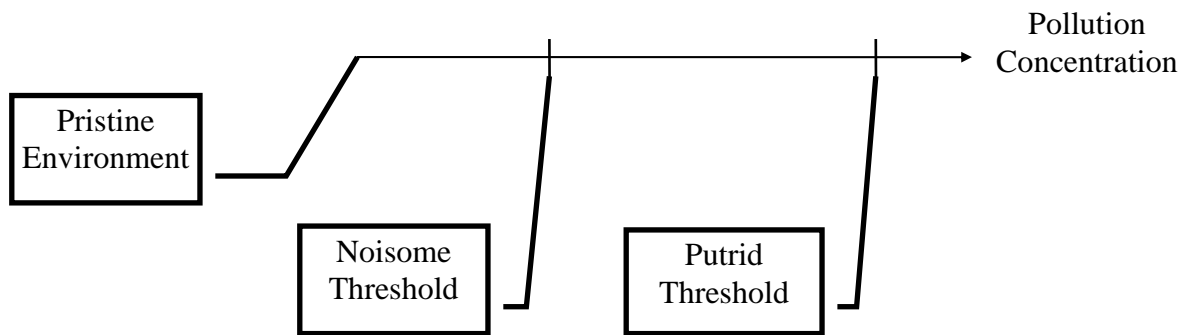 Pollution
Concentration
Pristine
Environment
Noisome
Threshold
Putrid
Threshold